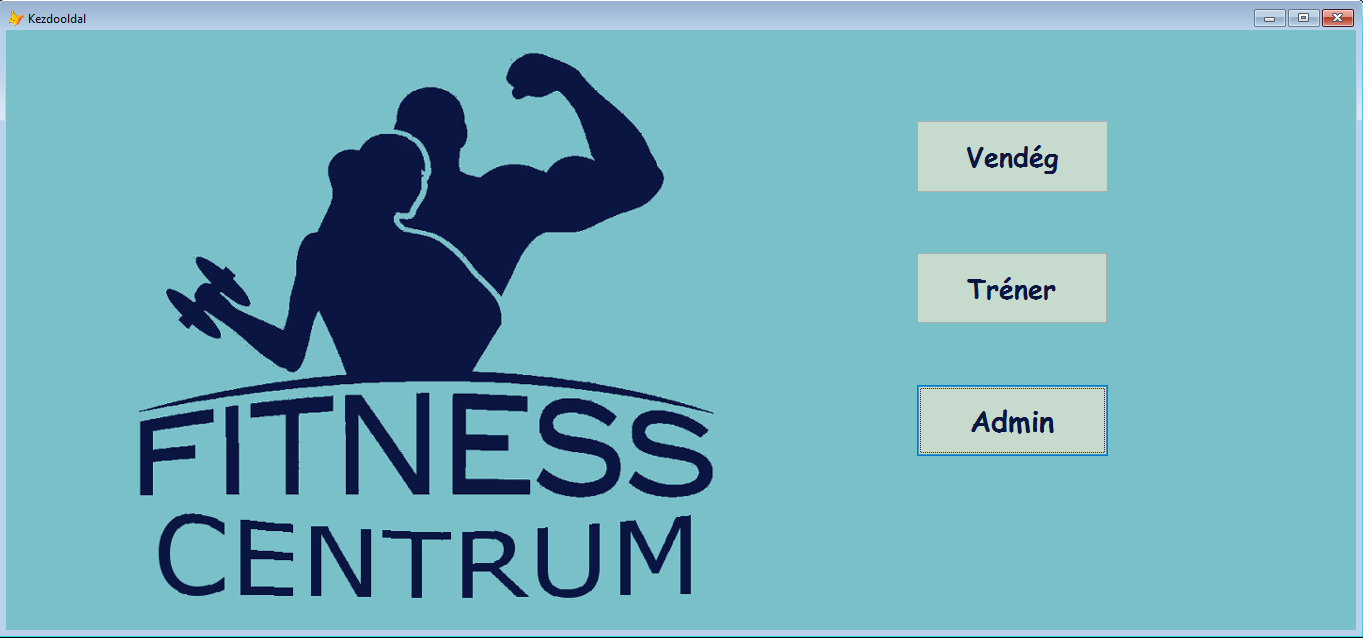 Kezdooldal
Vendég
Tréner
Admin
FITNESS
CENTRUM